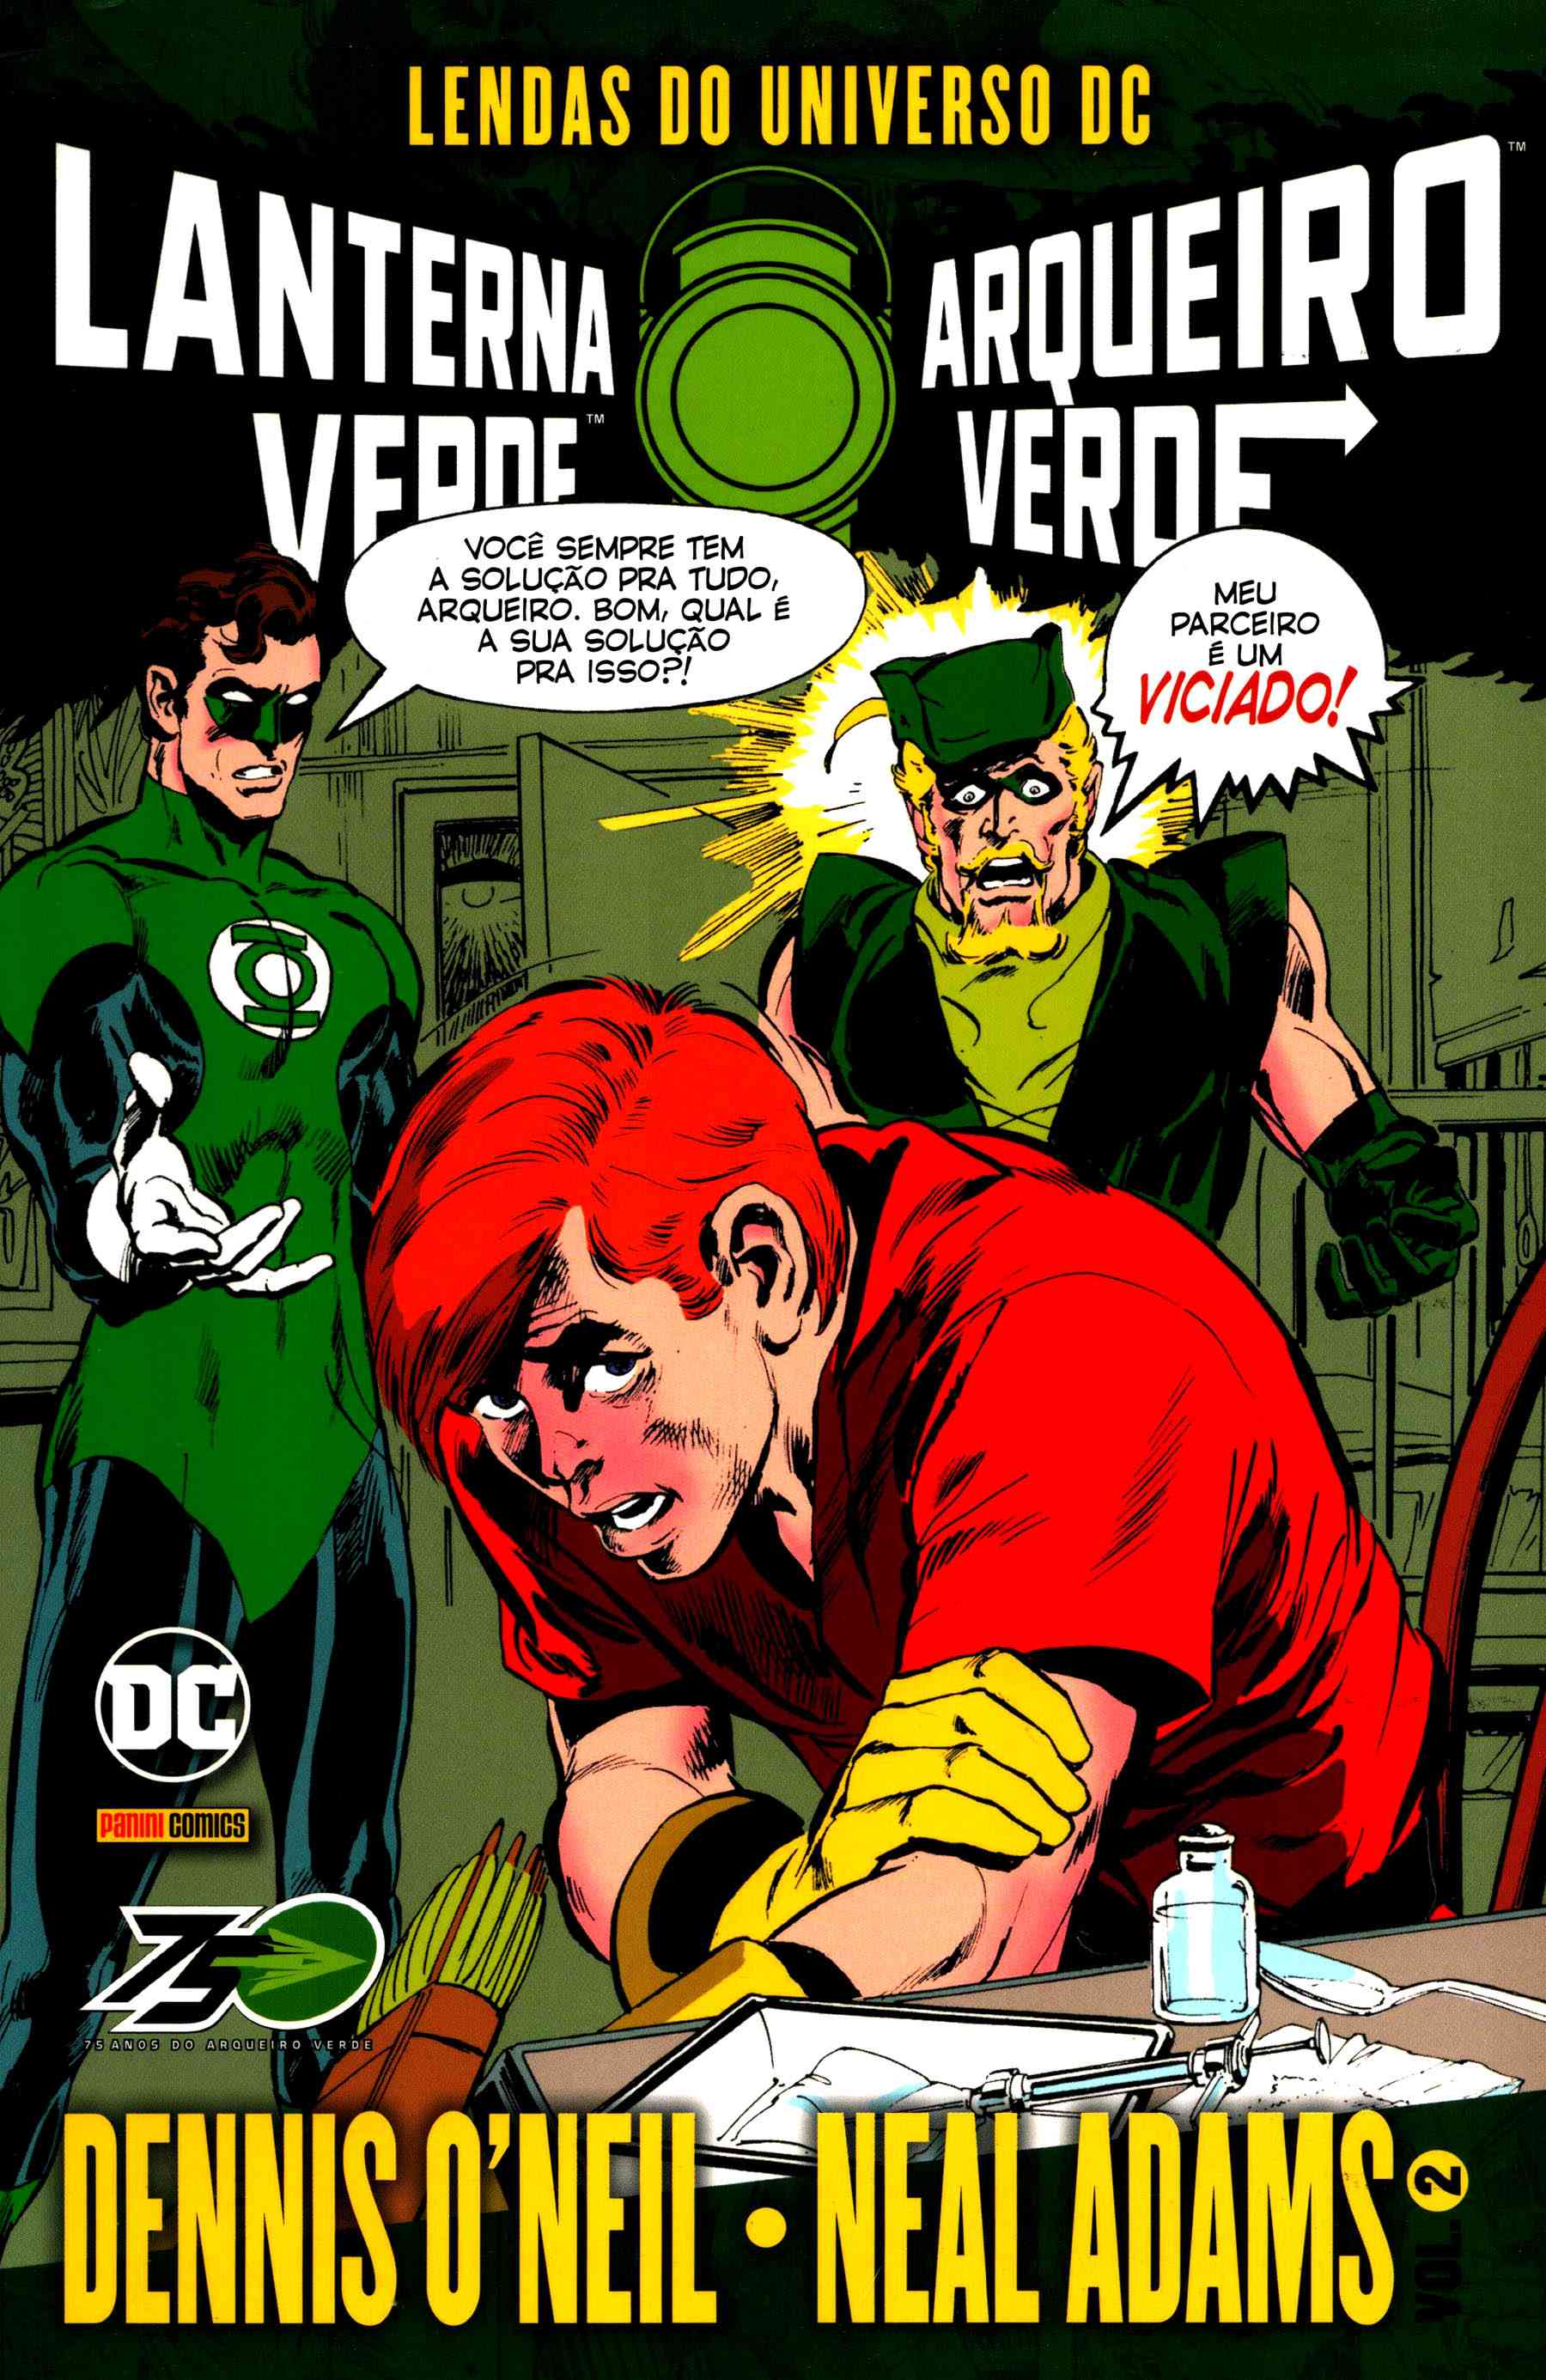 LENDAS DO UNIVERSO DC
LANTERNA
VERDE™
ARQUEIRO™
VERDE
VOCÊ SEMPRE TEM
A SOLUÇÃO PRA TUDO,
ARQUEIRO. BOM, QUAL É
A SUA SOLUÇÃO
PRA ISSO?!
MEU
PARCEIRO
É UM
VICIADO!
DC
PANINI COMICS
75
75 ANOS DO ARQUEIRO VERDE
DENNIS O'NEIL • NEAL ADAMS
VOL. 2